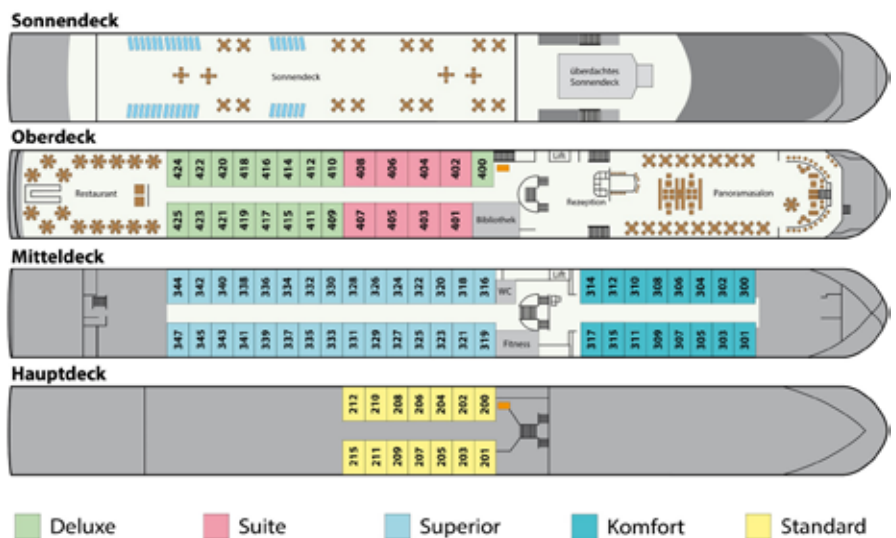 Sonnendeck
Sonnendeck
überdachtes
Sonnendeck
Oberdeck
424 422 420 418 416 414 412 410 408 406 404 402 400
Lift
Restaurant
Rezeption
Panoramasalon
425 423 421 419 417 415 411 409 407 405 403 401
Bibliothek
Mitteldeck
344 342 340 338 336 334 332 330 328 326 324 322 320 318 316
WC
Lift
314 312 310 308 306 304 302 300
347 345 343 341 339 337 335 333 331 329 327 325 323 321 319
Fitness
317 315 311 309 307 305 303 301
Hauptdeck
212 210 208 206 204 202 200
215 211 209 207 205 203 201
Deluxe Suite Superior Komfort Standard